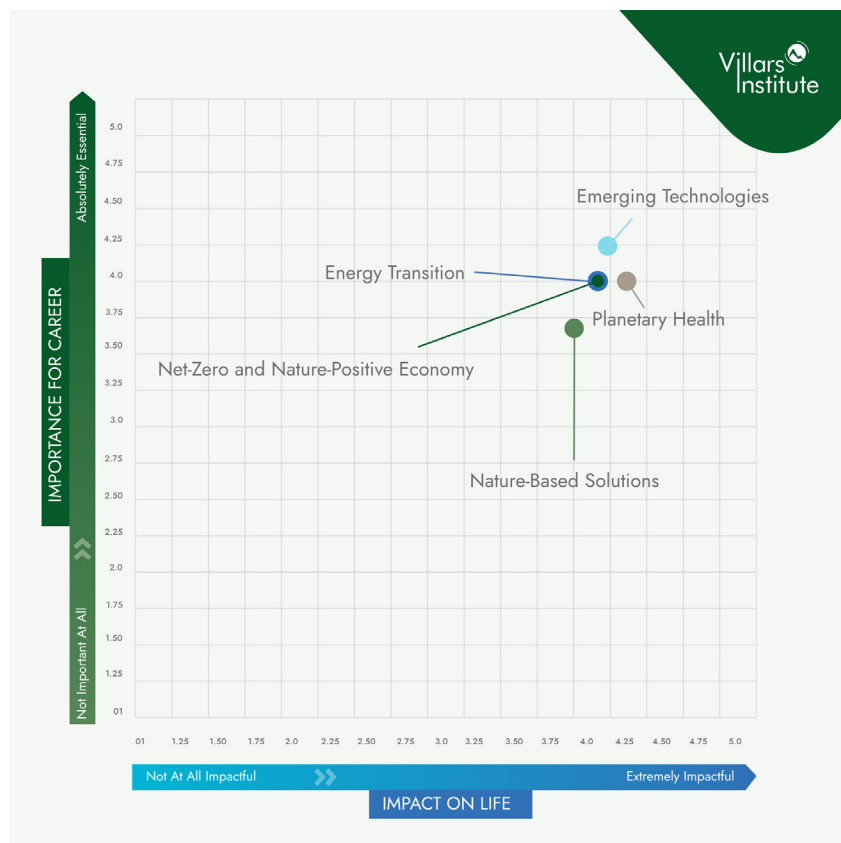 Villars
Institute
Absolutely Essential
IMPORTANCE FOR CAREER
Not Important At All
5.0
4.75
4.50
4.25
4.0
3.75
3.50
3.25
3.0
2.75
2.50
2.25
2.0
1.75
1.50
1.25
01
Emerging Technologies
Energy Transition
Planetary Health
Net-Zero and Nature-Positive Economy
Nature-Based Solutions
01 1.25 1.50 1.75 2.0 2.25 2.50 2.75 3.0 3.25 3.50 3.75 4.0 4.25 4.50 4.75 5.0
Not At All Impactful
Extremely Impactful
IMPACT ON LIFE